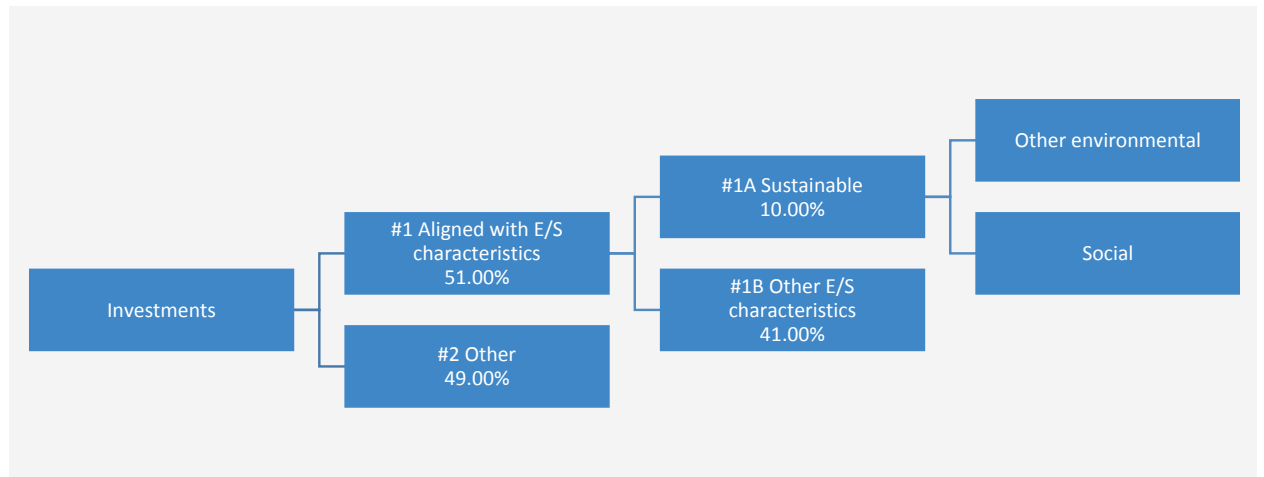 Investments
#1 Aligned with E/S
characteristics
51.00%
#2 Other
49.00%
#1A Sustainable
10.00%
#1B Other E/S
characteristics
41.00%
Other environmental
Social